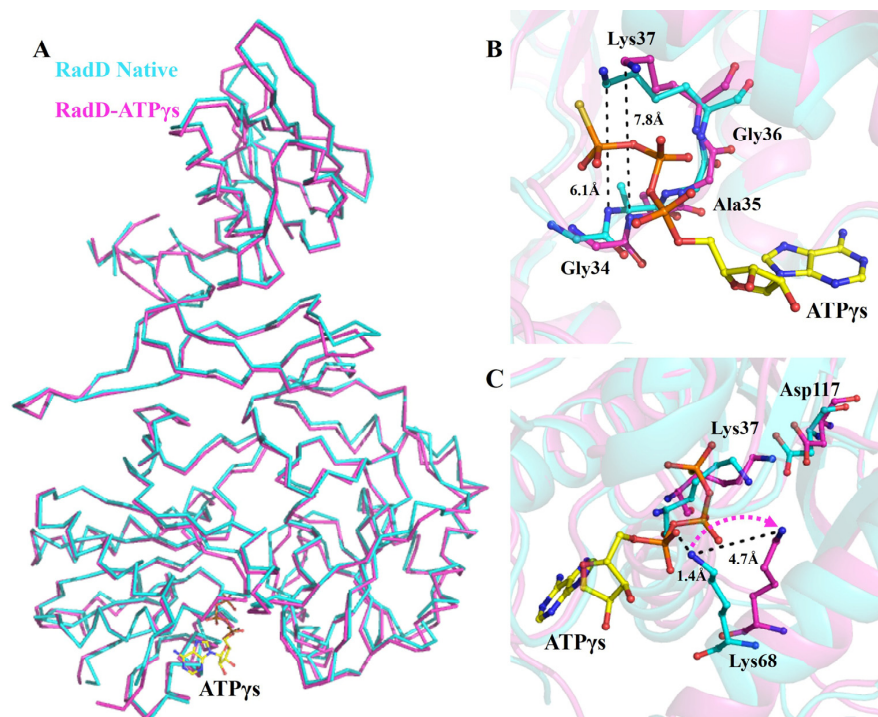 A
RadD Native
RadD-ATPγs
ATPγs
B
Lys37
7.8Å
Gly36
6.1Å
Ala35
Gly34
ATPγs
C
Asp117
Lys37
4.7Å
1.4Å
ATPγs
Lys68